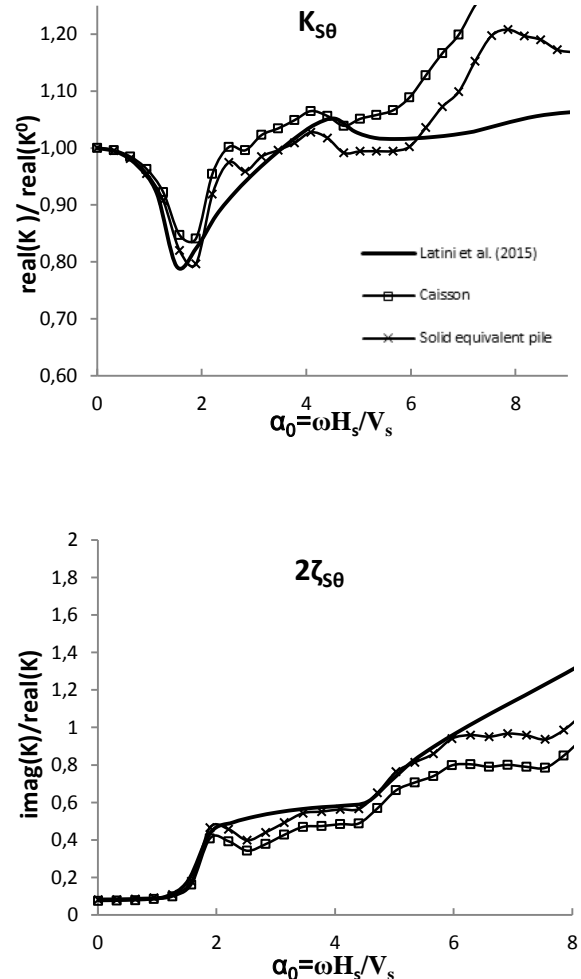 K_Sθ
real(K )/ real(K⁰)
1,20
1,10
1,00
0,90
0,80
0,70
0,60
Latini et al. (2015)
Caisson
Solid equivalent pile
0 2 4 6 8
α₀=ωH_s/V_s
2ζ_Sθ
imag(K)/real(K)
2
1,8
1,6
1,4
1,2
1
0,8
0,6
0,4
0,2
0
0 2 4 6 8
α₀=ωH_s/V_s